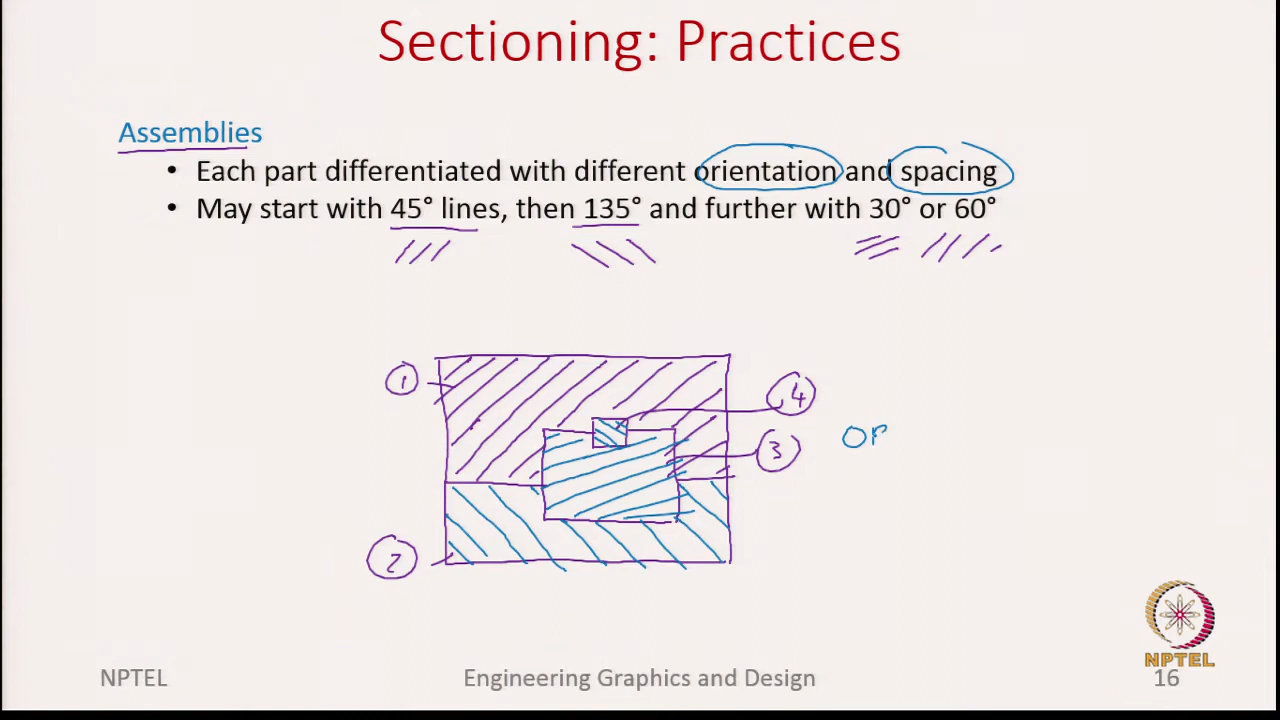 Sectioning: Practices
Assemblies
• Each part differentiated with different orientation and spacing
• May start with 45° lines, then 135° and further with 30° or 60°
1
4
3
or
2
NPTEL
NPTEL
Engineering Graphics and Design
16